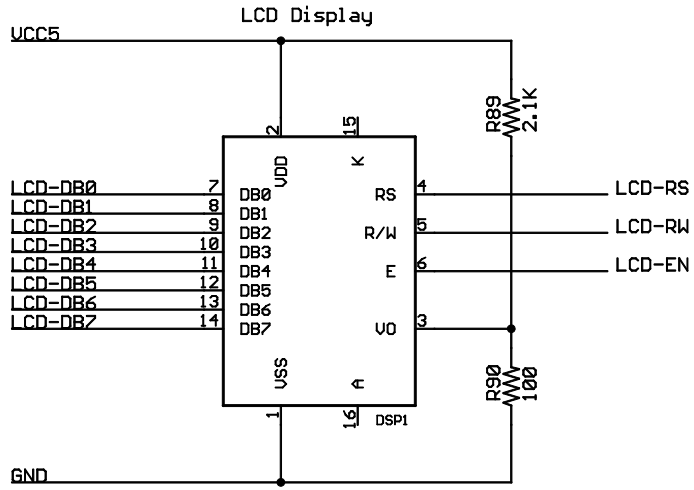 LCD Display
VCC5
R89
2.1K
2
15
VDD
K
LCD-DB0 7 DB0 RS 4 LCD-RS
LCD-DB1 8 DB1
LCD-DB2 9 DB2 R/W 5 LCD-RW
LCD-DB3 10 DB3
LCD-DB4 11 DB4 E 6 LCD-EN
LCD-DB5 12 DB5
LCD-DB6 13 DB6
LCD-DB7 14 DB7 VO 3
VSS
A
R90
100
1
16
DSP1
GND